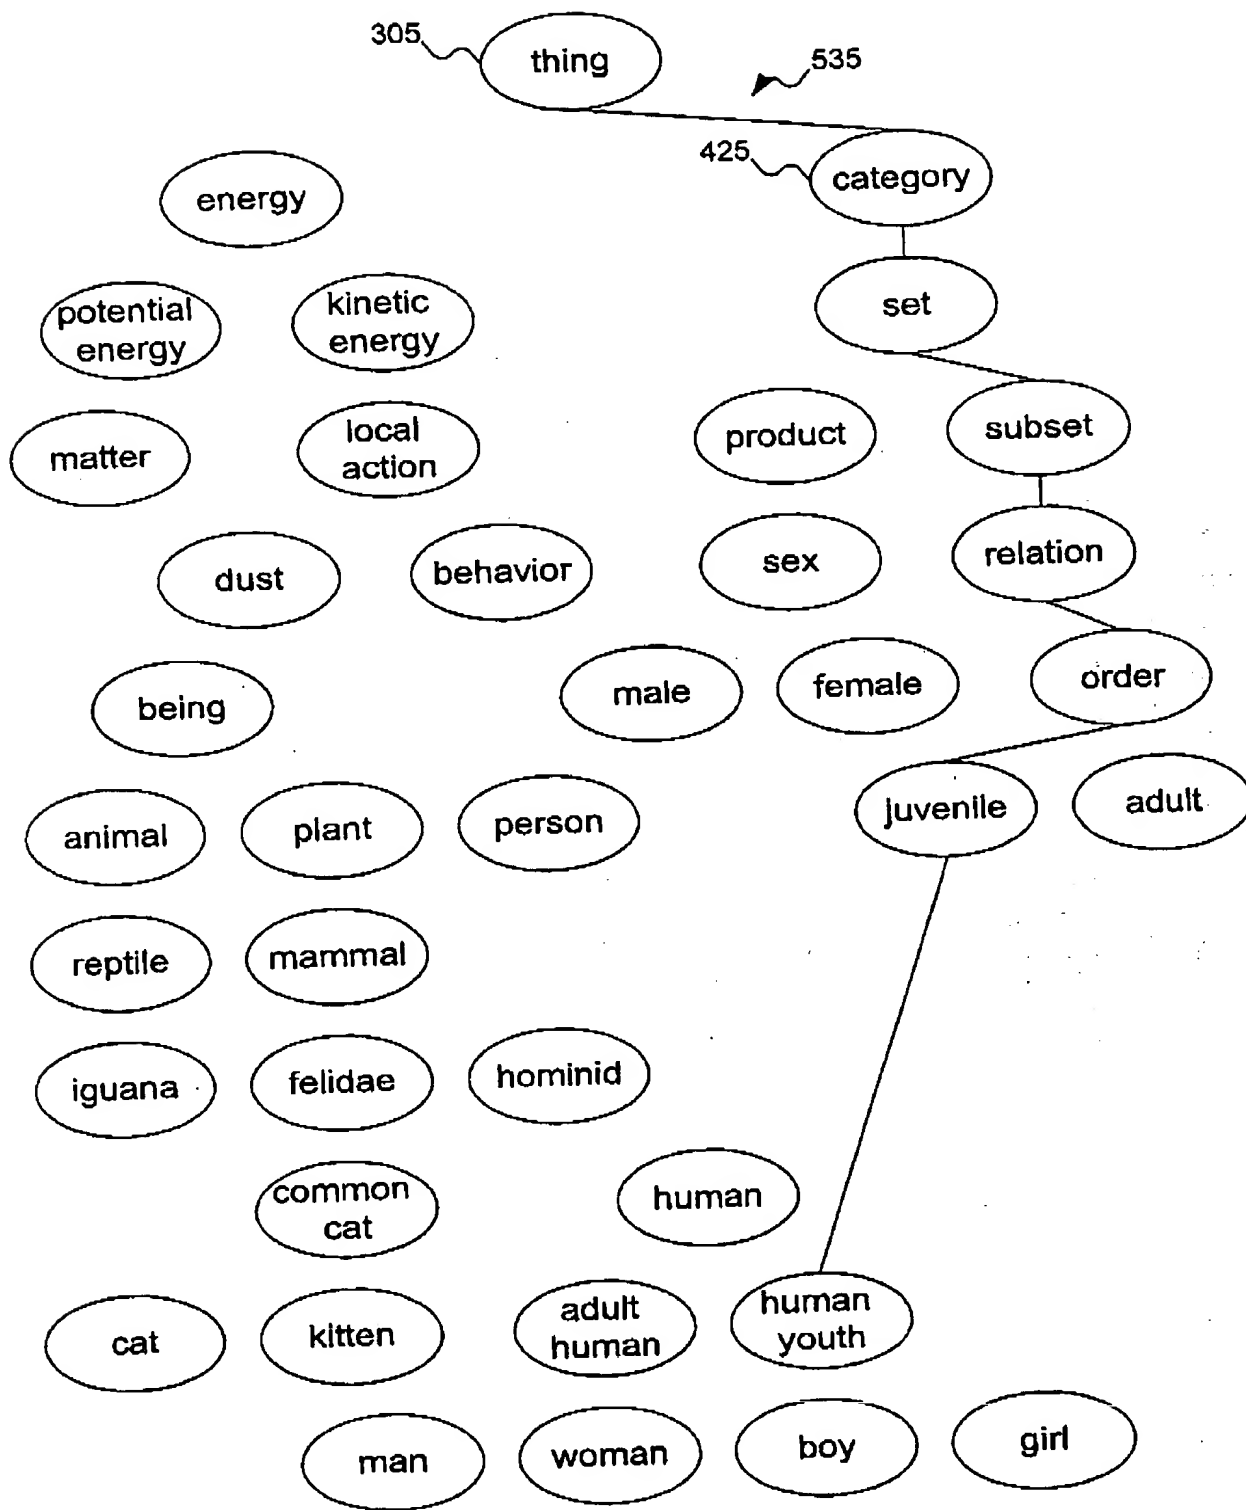 305
thing
535
425
category
energy
set
potential
energy
kinetic
energy
product
subset
matter
local
action
dust
behavior
sex
relation
being
male
female
order
animal
plant
person
juvenile
adult
reptile
mammal
iguana
felidae
hominid
common
cat
human
cat
kitten
adult
human
human
youth
man
woman
boy
girl